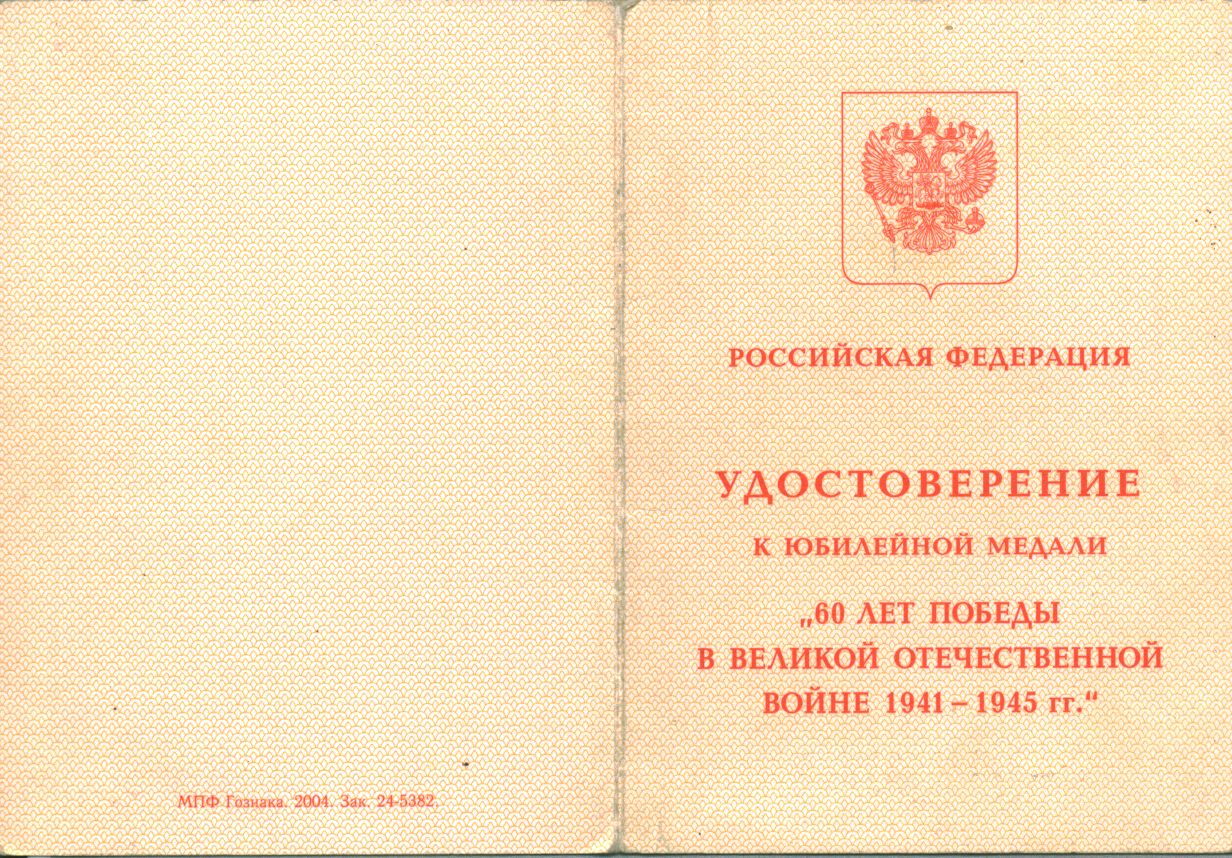 МПФ Гознака. 2004. Зак. 24-5382.
РОССИЙСКАЯ ФЕДЕРАЦИЯ
УДОСТОВЕРЕНИЕ
К ЮБИЛЕЙНОЙ МЕДАЛИ
„60 ЛЕТ ПОБЕДЫ
В ВЕЛИКОЙ ОТЕЧЕСТВЕННОЙ
ВОЙНЕ 1941 – 1945 гг.“